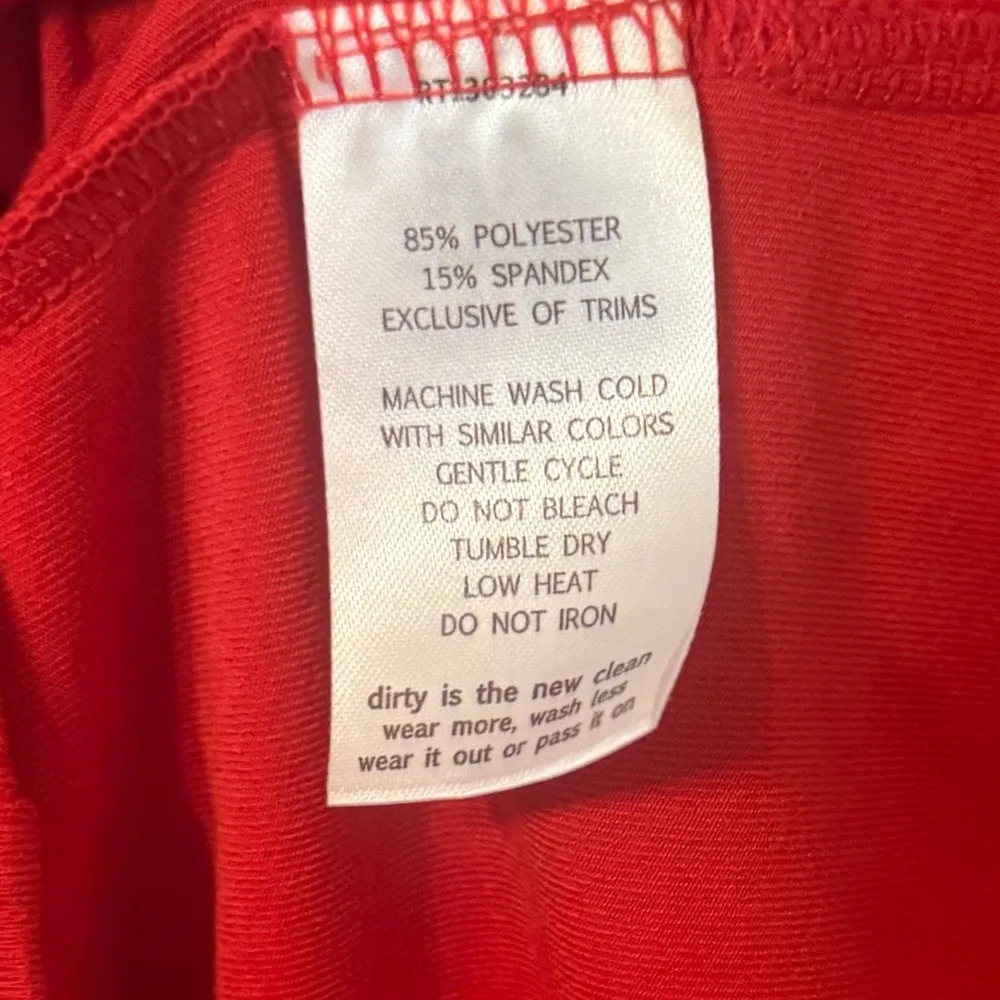 85% POLYESTER
15% SPANDEX
EXCLUSIVE OF TRIMS
MACHINE WASH COLD
WITH SIMILAR COLORS
GENTLE CYCLE
DO NOT BLEACH
TUMBLE DRY
LOW HEAT
DO NOT IRON
dirty is the new clean
wear more, wash less
wear it out or pass it on